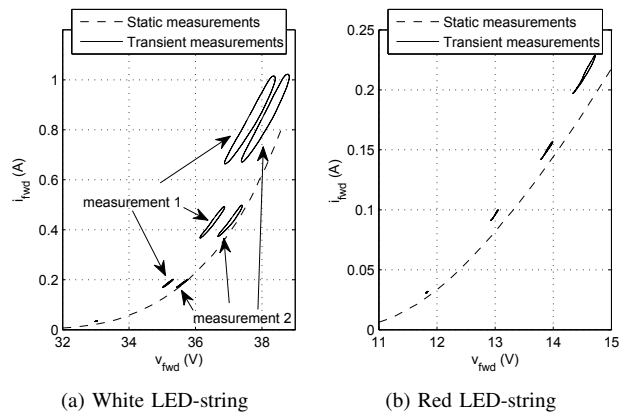 Static measurements
Transient measurements
1
0.8
0.6
0.4
0.2
0
i_fwd (A)
measurement 1
measurement 2
32 34 36 38
v_fwd (V)
(a) White LED-string
Static measurements
Transient measurements
0.25
0.2
0.15
0.1
0.05
0
i_fwd (A)
11 12 13 14 15
v_fwd (V)
(b) Red LED-string